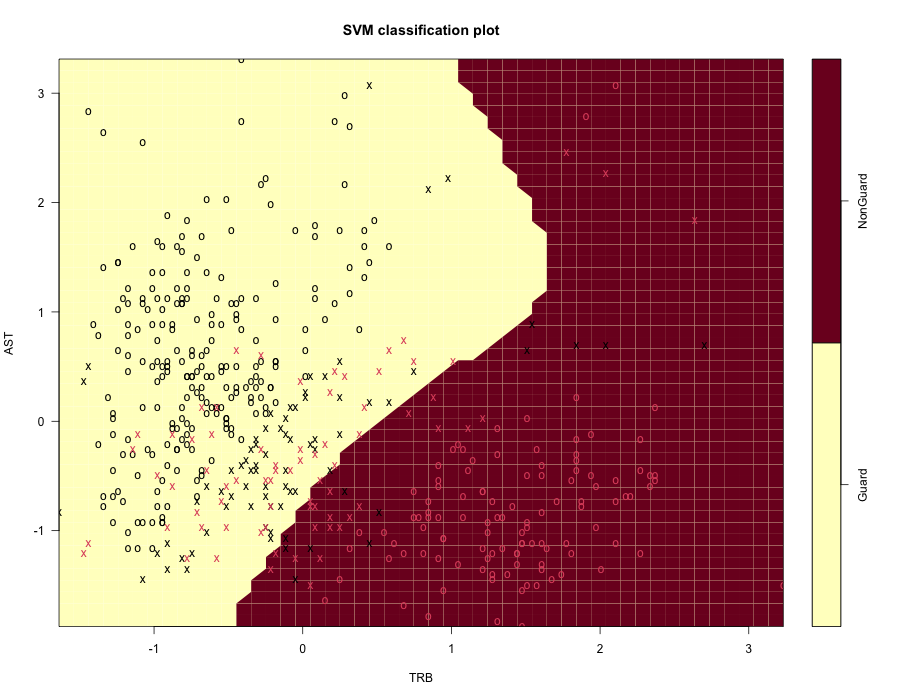 SVM classification plot
3
2
1
0
-1
AST
-1
0
1
2
3
TRB
NonGuard
Guard